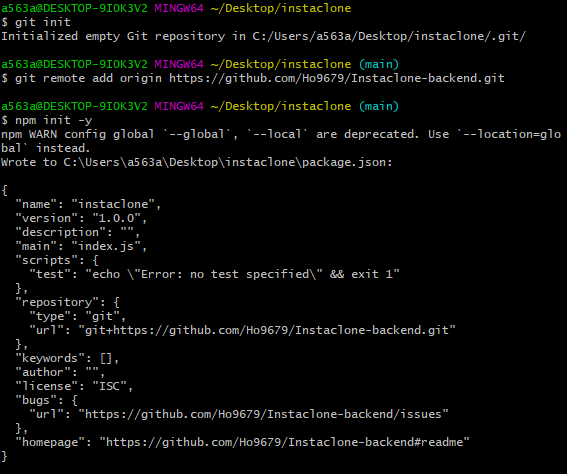 a563a@DESKTOP-9I0K3V2 MINGW64 ~/Desktop/instaclone
$ git init
Initialized empty Git repository in C:/Users/a563a/Desktop/instaclone/.git/

a563a@DESKTOP-9I0K3V2 MINGW64 ~/Desktop/instaclone (main)
$ git remote add origin https://github.com/Ho9679/Instaclone-backend.git

a563a@DESKTOP-9I0K3V2 MINGW64 ~/Desktop/instaclone (main)
$ npm init -y
npm WARN config global `--global`, `--local` are deprecated. Use `--location=glo
bal` instead.
Wrote to C:\Users\a563a\Desktop\instaclone\package.json:

{
  "name": "instaclone",
  "version": "1.0.0",
  "description": "",
  "main": "index.js",
  "scripts": {
    "test": "echo \"Error: no test specified\" && exit 1"
  },
  "repository": {
    "type": "git",
    "url": "git+https://github.com/Ho9679/Instaclone-backend.git"
  },
  "keywords": [],
  "author": "",
  "license": "ISC",
  "bugs": {
    "url": "https://github.com/Ho9679/Instaclone-backend/issues"
  },
  "homepage": "https://github.com/Ho9679/Instaclone-backend#readme"
}